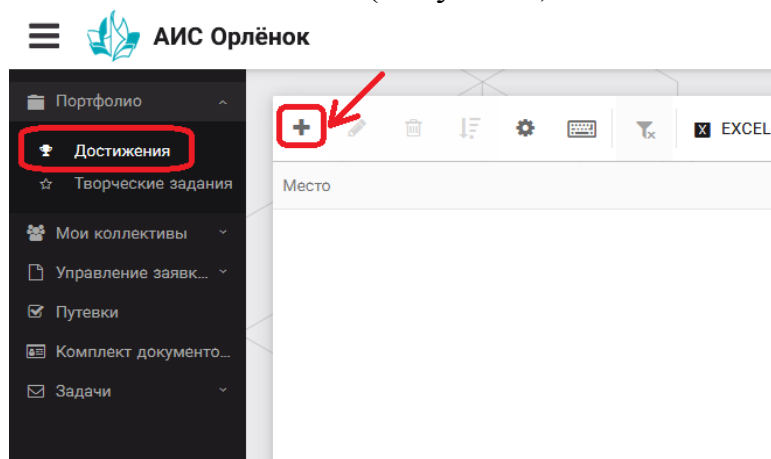 АИС Орлёнок
Портфолио
Достижения
Творческие задания
Мои коллективы
Управление заявк...
Путевки
Комплект документо...
Задачи
X EXCEL
Место